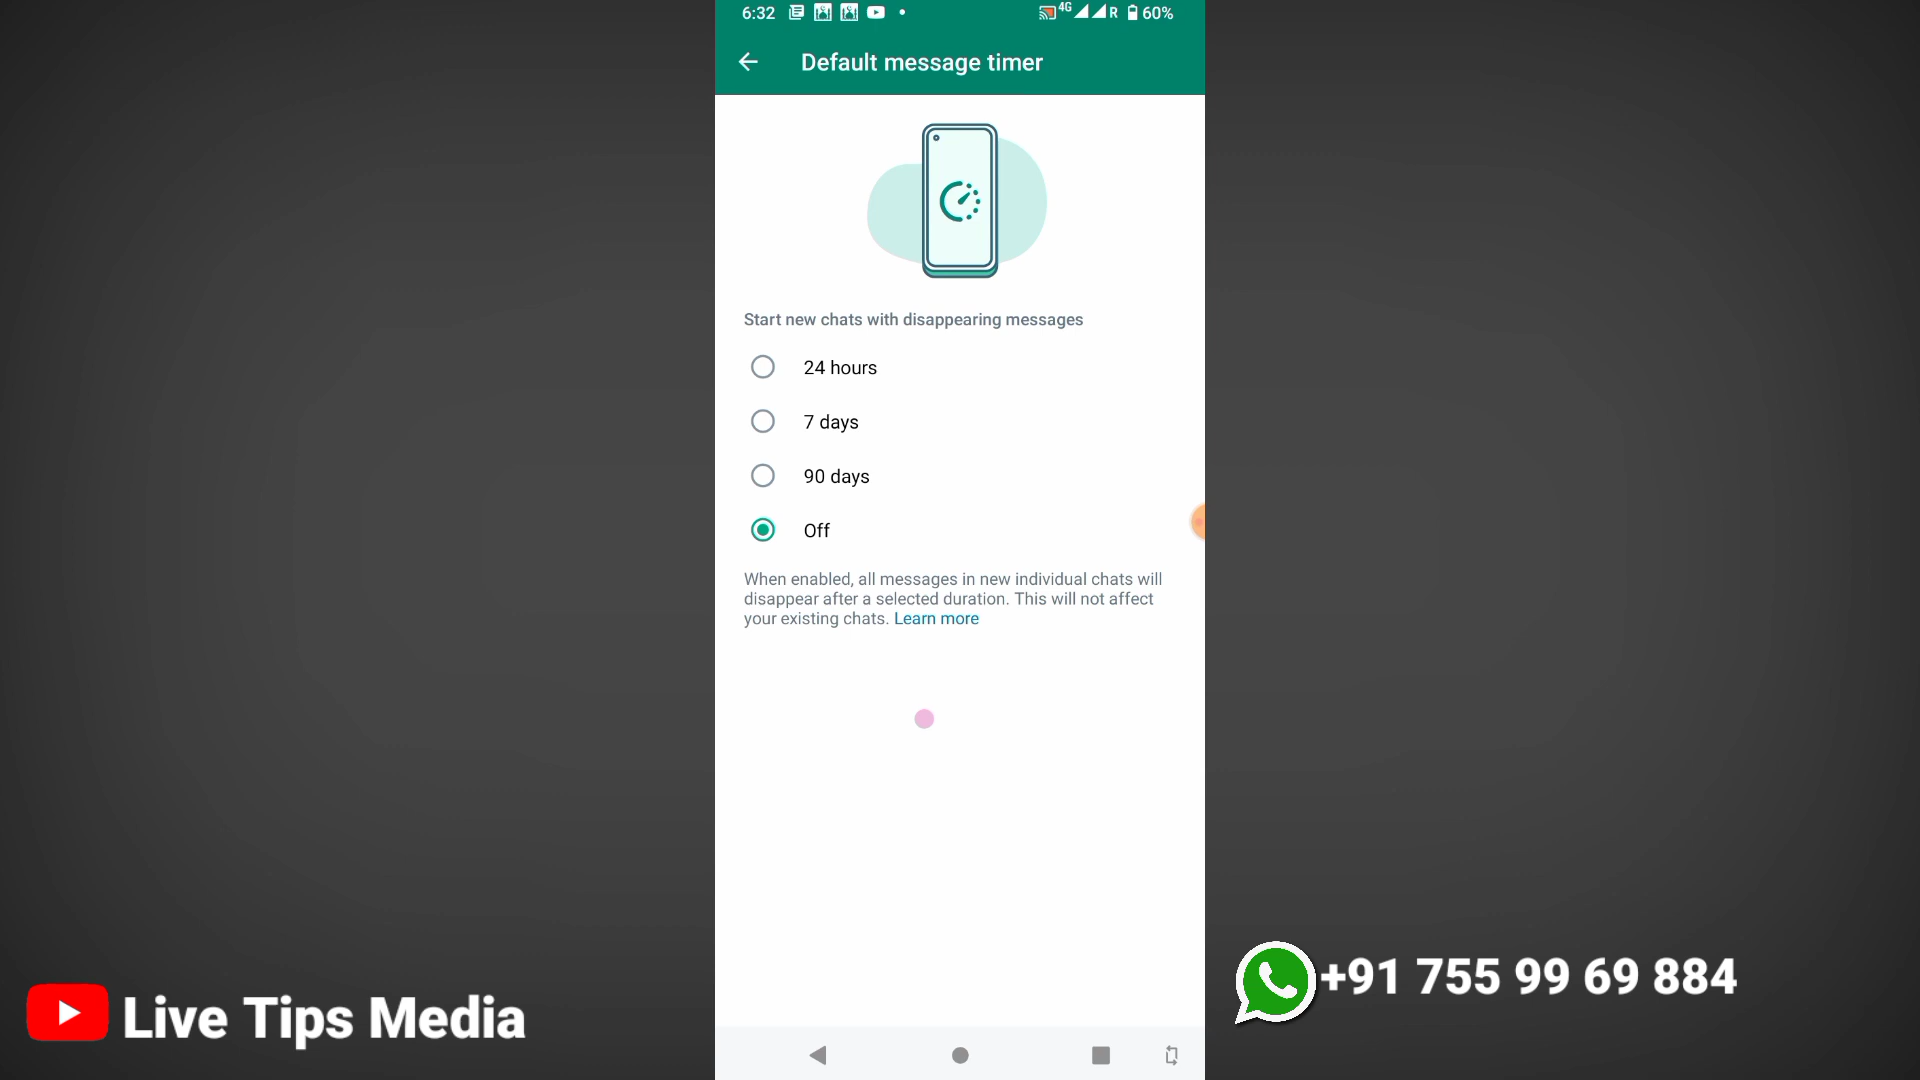 6:32
4G R 60%
Default message timer
Start new chats with disappearing messages
24 hours
7 days
90 days
Off
When enabled, all messages in new individual chats will
disappear after a selected duration. This will not affect
your existing chats. Learn more
Live Tips Media
+91 755 99 69 884